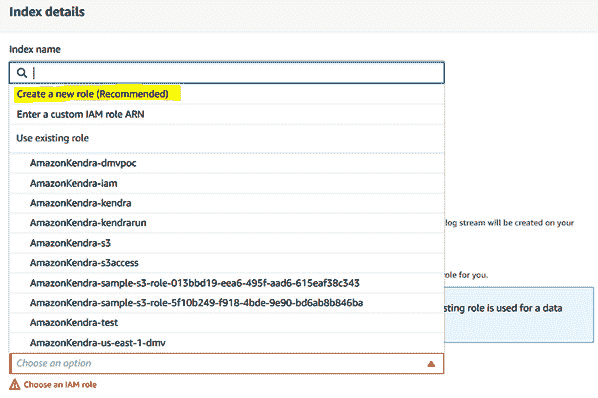 Index details
Index name
Create a new role (Recommended)
Enter a custom IAM role ARN
Use existing role
AmazonKendra-dmvpoc
AmazonKendra-iam
AmazonKendra-kendra
AmazonKendra-kendrarun
log stream will be created on your
AmazonKendra-s3
AmazonKendra-s3access
role for you.
AmazonKendra-sample-s3-role-013bbd19-eea6-495f-aad6-615eaf38c343
AmazonKendra-sample-s3-role-5f10b249-f918-4bde-9e90-bd6ab8b846ba
sting role is used for a data
AmazonKendra-test
AmazonKendra-us-east-1-dmv
Choose an option
Choose an IAM role